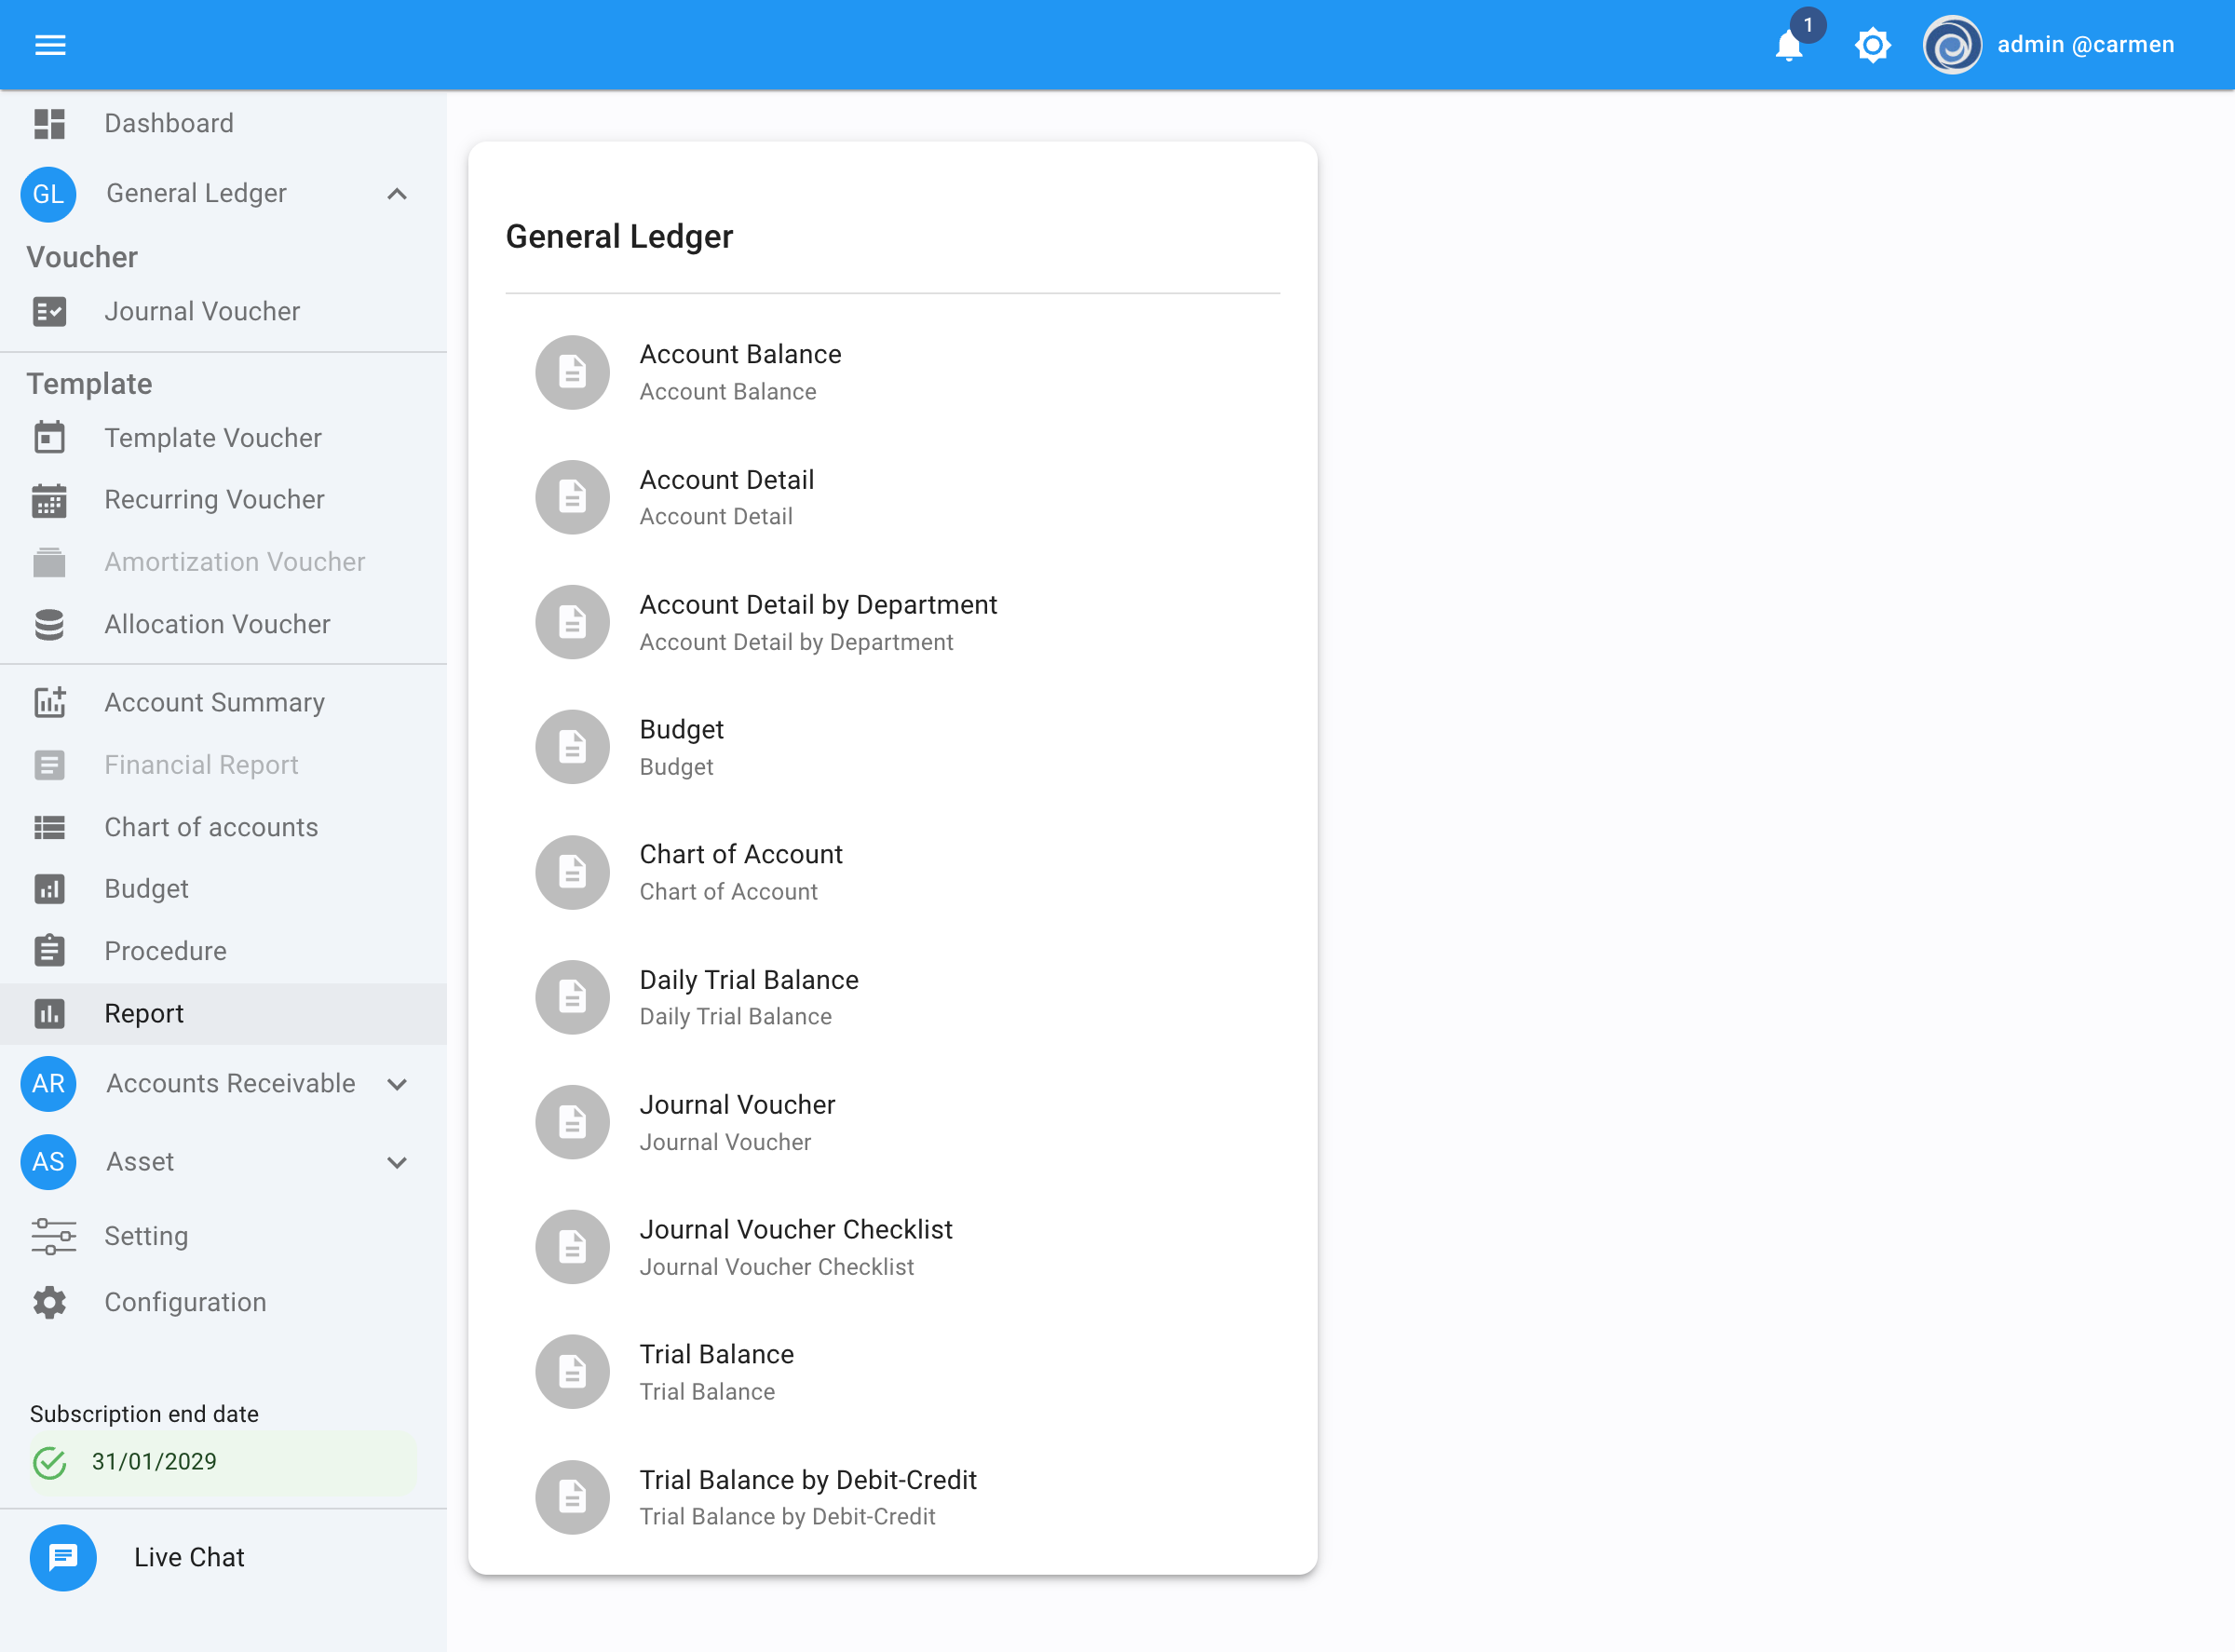 1
admin @carmen
Dashboard
GL General Ledger
Voucher
Journal Voucher
Template
Template Voucher
Recurring Voucher
Amortization Voucher
Allocation Voucher
Account Summary
Financial Report
Chart of accounts
Budget
Procedure
Report
AR Accounts Receivable
AS Asset
Setting
Configuration
Subscription end date
31/01/2029
Live Chat
General Ledger
Account Balance
Account Balance
Account Detail
Account Detail
Account Detail by Department
Account Detail by Department
Budget
Budget
Chart of Account
Chart of Account
Daily Trial Balance
Daily Trial Balance
Journal Voucher
Journal Voucher
Journal Voucher Checklist
Journal Voucher Checklist
Trial Balance
Trial Balance
Trial Balance by Debit-Credit
Trial Balance by Debit-Credit